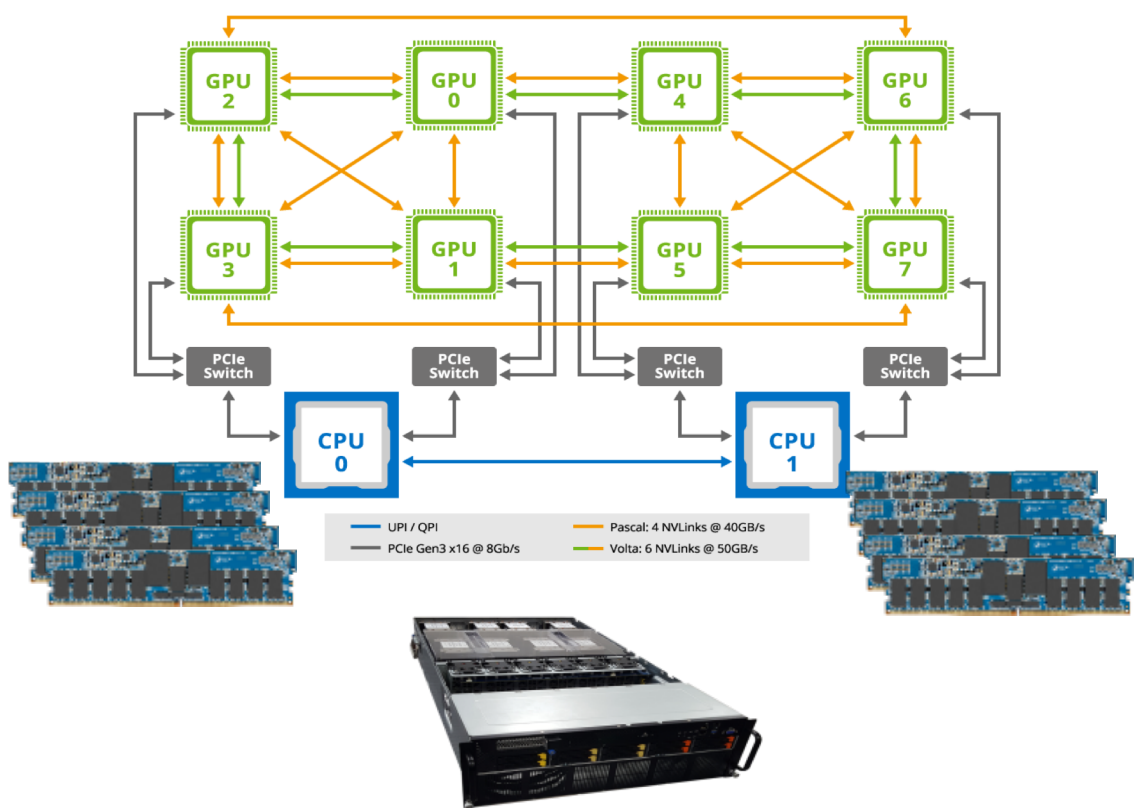 GPU
2
GPU
0
GPU
4
GPU
6
GPU
3
GPU
1
GPU
5
GPU
7
PCIe
Switch
PCIe
Switch
PCIe
Switch
PCIe
Switch
CPU
0
CPU
1
UPI / QPI
Pascal: 4 NVLinks @ 40GB/s
PCIe Gen3 x16 @ 8Gb/s
Volta: 6 NVLinks @ 50GB/s